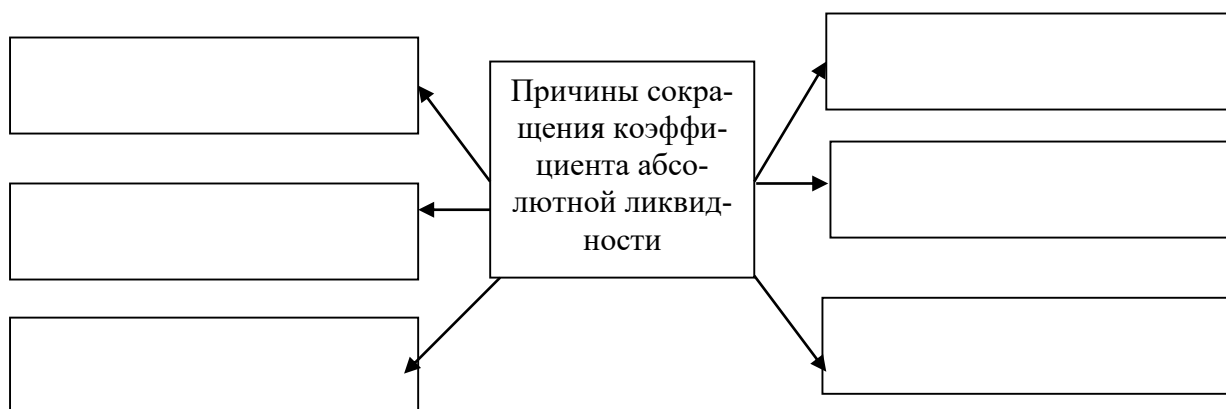 Причины сокра-
щения коэффи-
циента абсо-
лютной ликвид-
ности